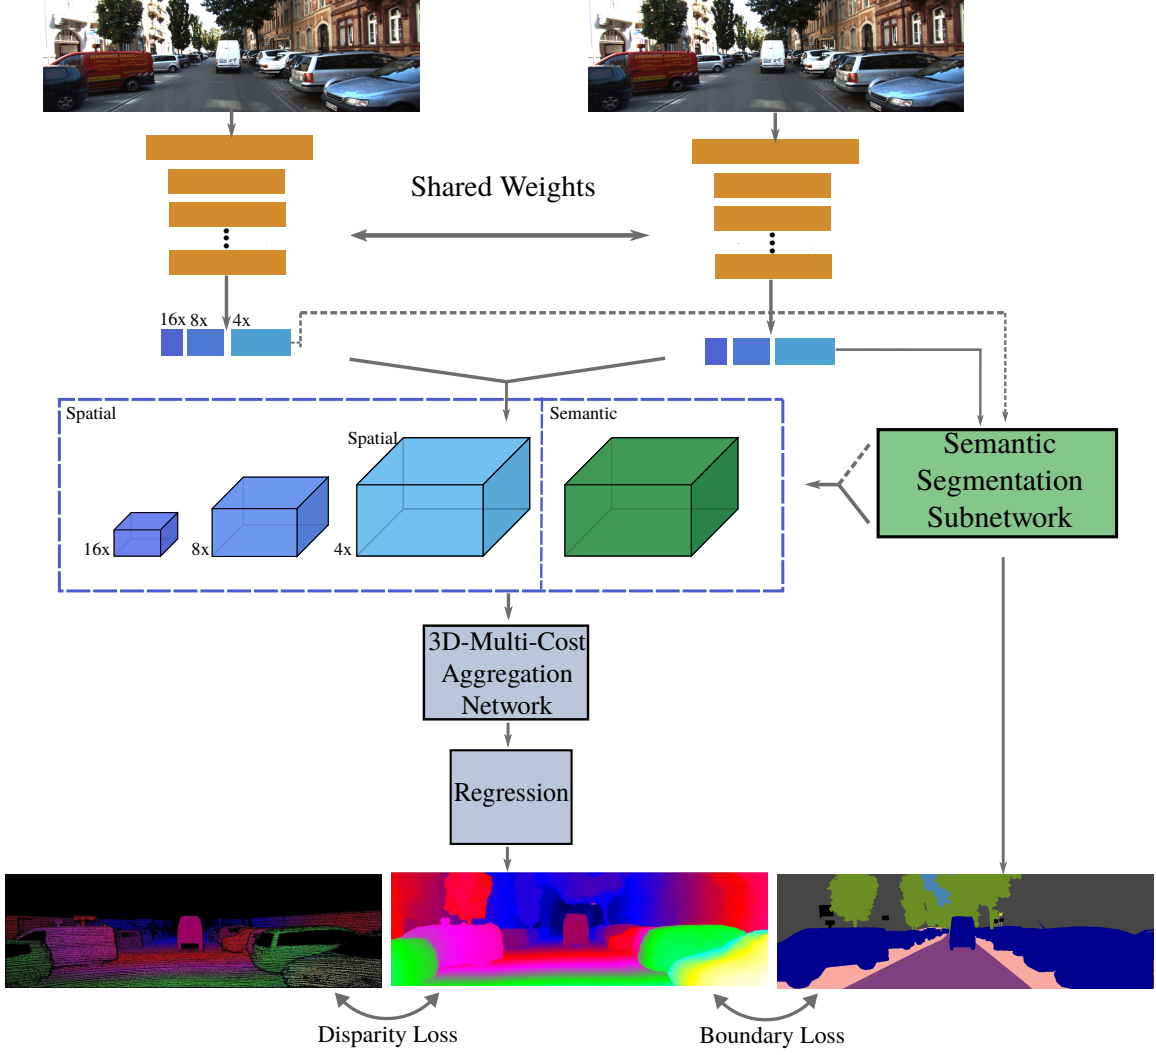 Shared Weights
16x 8x 4x
Spatial
Semantic
Spatial
16x
8x
4x
Semantic
Segmentation
Subnetwork
3D-Multi-Cost
Aggregation
Network
Regression
Disparity Loss
Boundary Loss